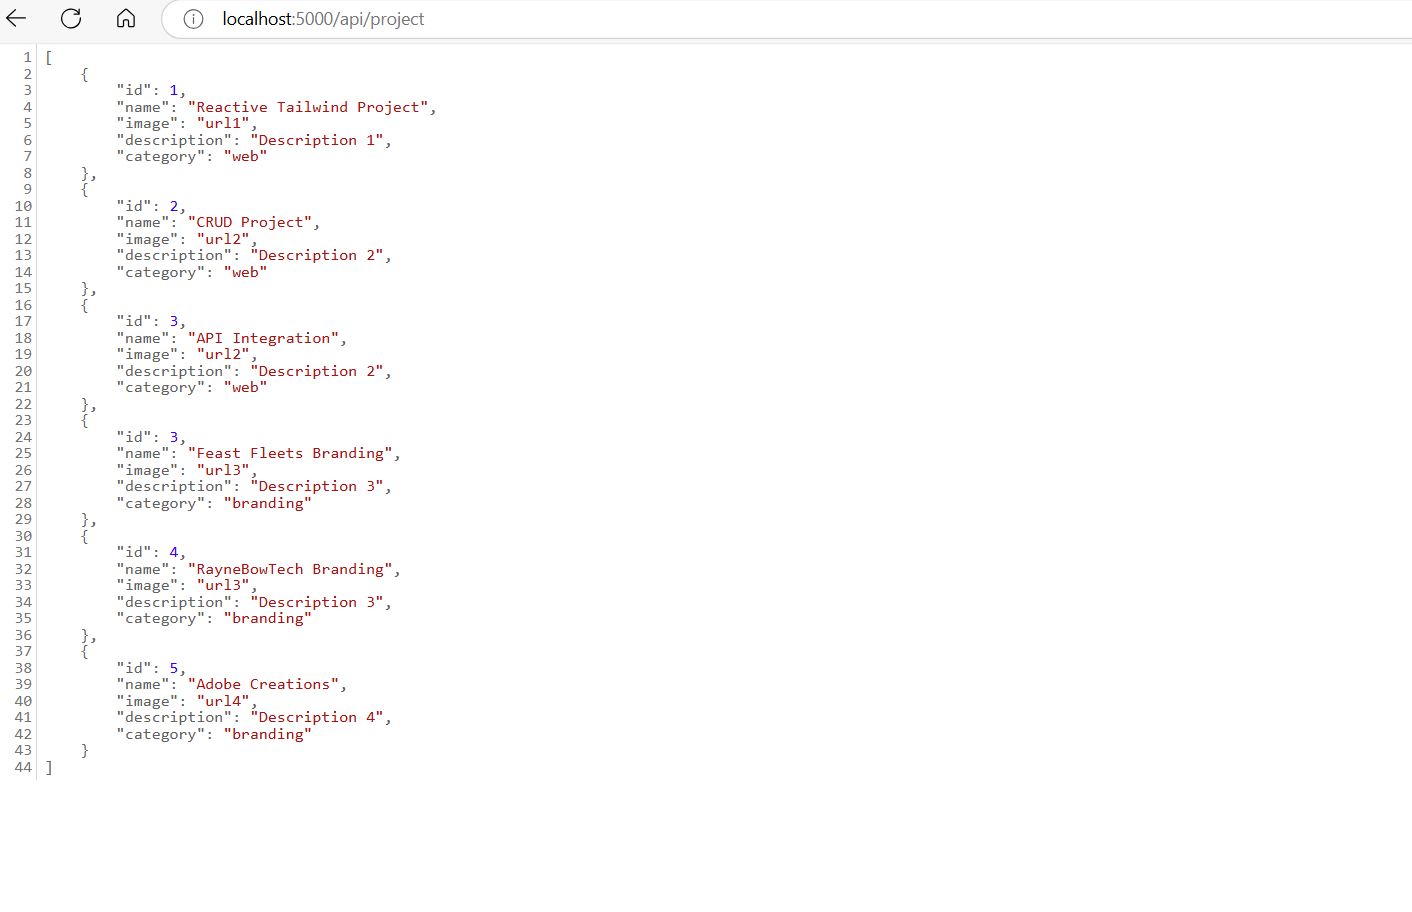 localhost:5000/api/project
1 [
2 {
3 "id": 1,
4 "name": "Reactive Tailwind Project",
5 "image": "url1",
6 "description": "Description 1",
7 "category": "web"
8 },
9 {
10 "id": 2,
11 "name": "CRUD Project",
12 "image": "url2",
13 "description": "Description 2",
14 "category": "web"
15 },
16 {
17 "id": 3,
18 "name": "API Integration",
19 "image": "url2",
20 "description": "Description 2",
21 "category": "web"
22 },
23 {
24 "id": 3,
25 "name": "Feast Fleets Branding",
26 "image": "url3",
27 "description": "Description 3",
28 "category": "branding"
29 },
30 {
31 "id": 4,
32 "name": "RayneBowTech Branding",
33 "image": "url3",
34 "description": "Description 3",
35 "category": "branding"
36 },
37 {
38 "id": 5,
39 "name": "Adobe Creations",
40 "image": "url4",
41 "description": "Description 4",
42 "category": "branding"
43 }
44 ]